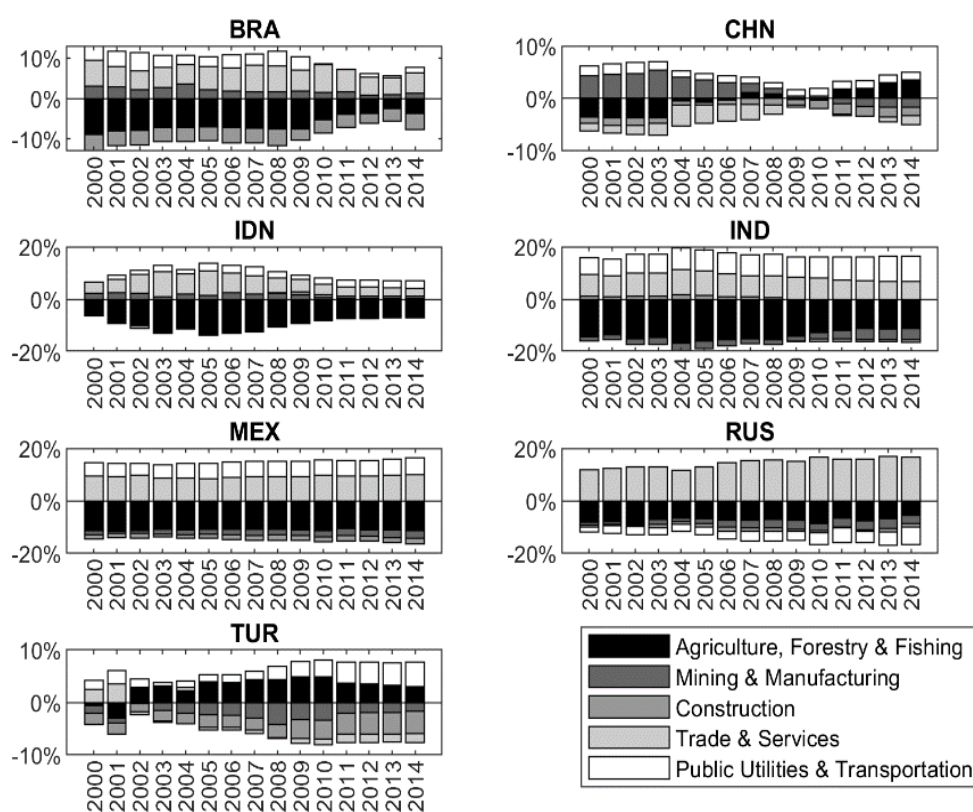 BRA
10%
0%
-10%
2000 2001 2002 2003 2004 2005 2006 2007 2008 2009 2010 2011 2012 2013 2014
CHN
10%
0%
-10%
2000 2001 2002 2003 2004 2005 2006 2007 2008 2009 2010 2011 2012 2013 2014
IDN
20%
0%
-20%
2000 2001 2002 2003 2004 2005 2006 2007 2008 2009 2010 2011 2012 2013 2014
IND
20%
0%
-20%
2000 2001 2002 2003 2004 2005 2006 2007 2008 2009 2010 2011 2012 2013 2014
MEX
20%
0%
-20%
2000 2001 2002 2003 2004 2005 2006 2007 2008 2009 2010 2011 2012 2013 2014
RUS
20%
0%
-20%
2000 2001 2002 2003 2004 2005 2006 2007 2008 2009 2010 2011 2012 2013 2014
TUR
10%
0%
-10%
2000 2001 2002 2003 2004 2005 2006 2007 2008 2009 2010 2011 2012 2013 2014
Agriculture, Forestry & Fishing
Mining & Manufacturing
Construction
Trade & Services
Public Utilities & Transportation